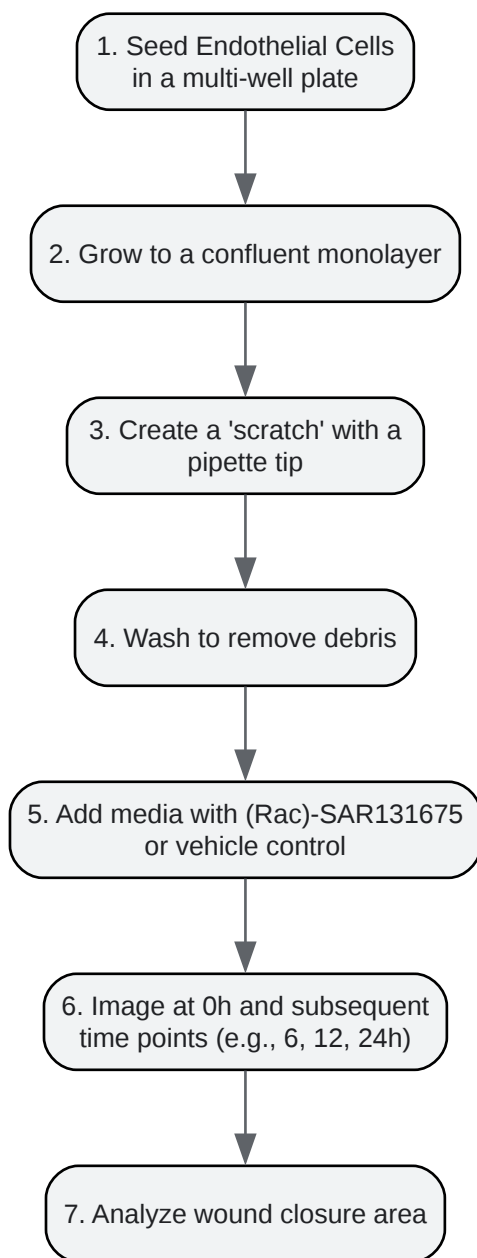 1. Seed Endothelial Cells
in a multi-well plate
2. Grow to a confluent monolayer
3. Create a 'scratch' with a
pipette tip
4. Wash to remove debris
5. Add media with (Rac)-SAR131675
or vehicle control
6. Image at 0h and subsequent
time points (e.g., 6, 12, 24h)
7. Analyze wound closure area